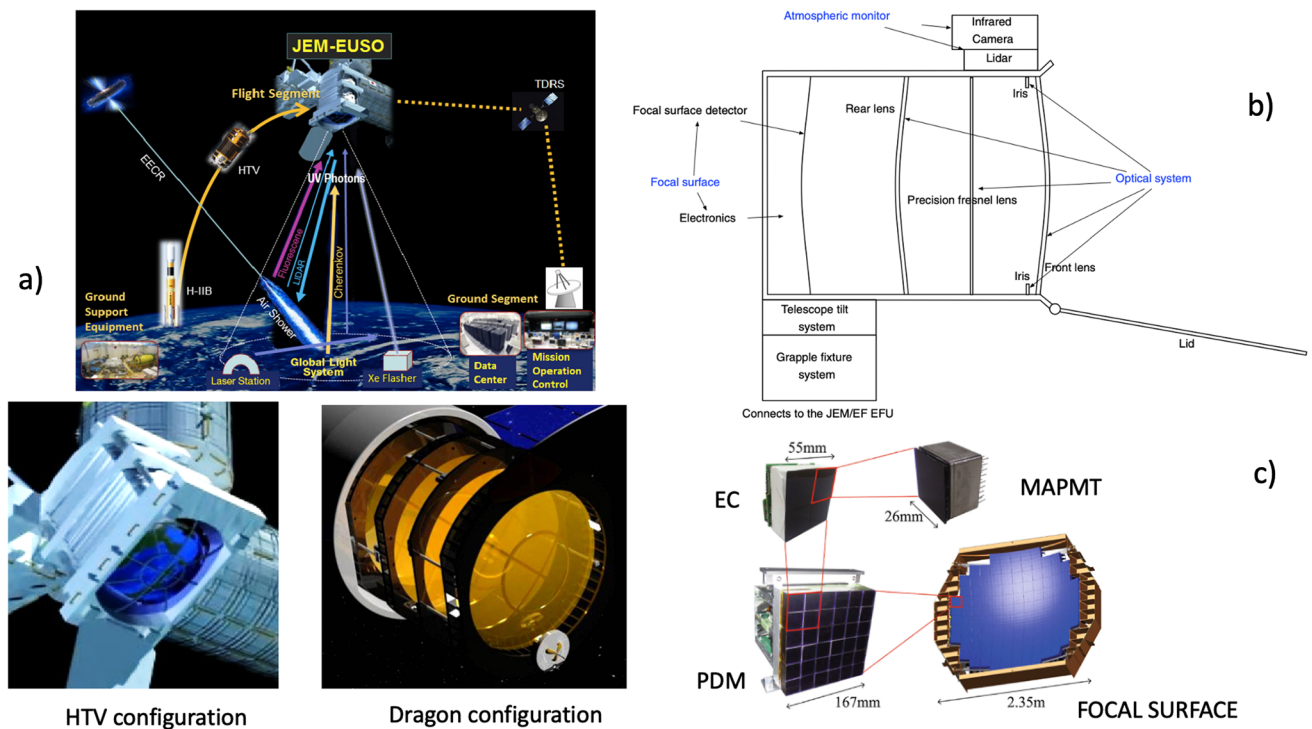 JEM-EUSO
Flight Segment
TDRS
HTV
EECR
UV Photons
Fluorescene
LIDAR
Cherenkov
H-IIB
Air Shower
Ground
Support
Equipment
Ground Segment
Global Light
System
Laser Station
Xe Flasher
Data
Center
Mission
Operation
Control
a)
Atmospheric monitor
Infrared
Camera
Lidar
b)
Iris
Rear lens
Focal surface detector
Focal surface
Optical system
Precision fresnel lens
Electronics
Iris
Front lens
Telescope tilt
system
Lid
Grapple fixture
system
Connects to the JEM/EF EFU
55mm
EC
MAPMT
c)
26mm
PDM
167mm
2.35m
FOCAL SURFACE
HTV configuration
Dragon configuration